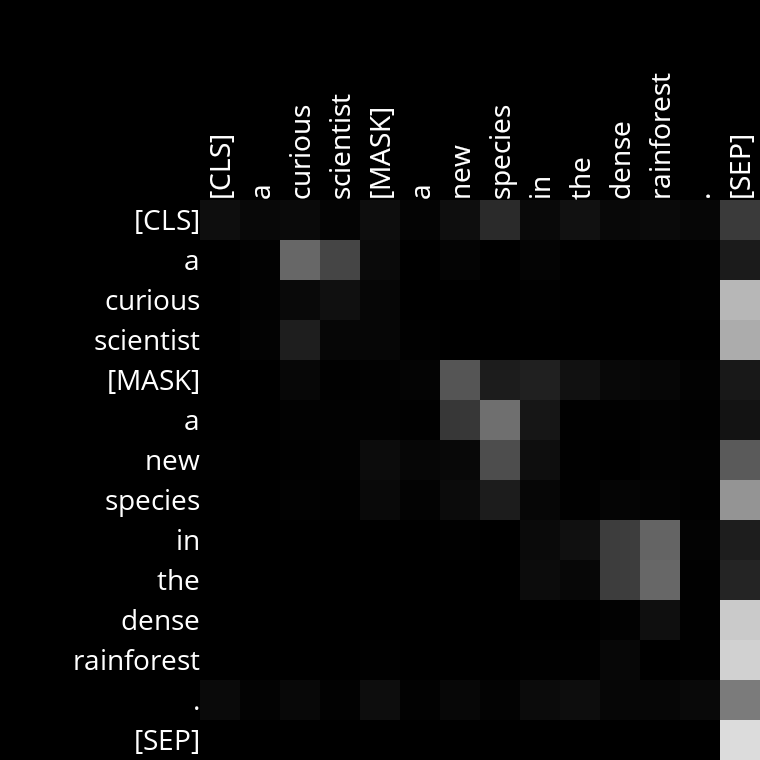 [CLS]
a
curious
scientist
[MASK]
a
new
species
in
the
dense
rainforest
.
[SEP]
[CLS]
a
curious
scientist
[MASK]
a
new
species
in
the
dense
rainforest
.
[SEP]